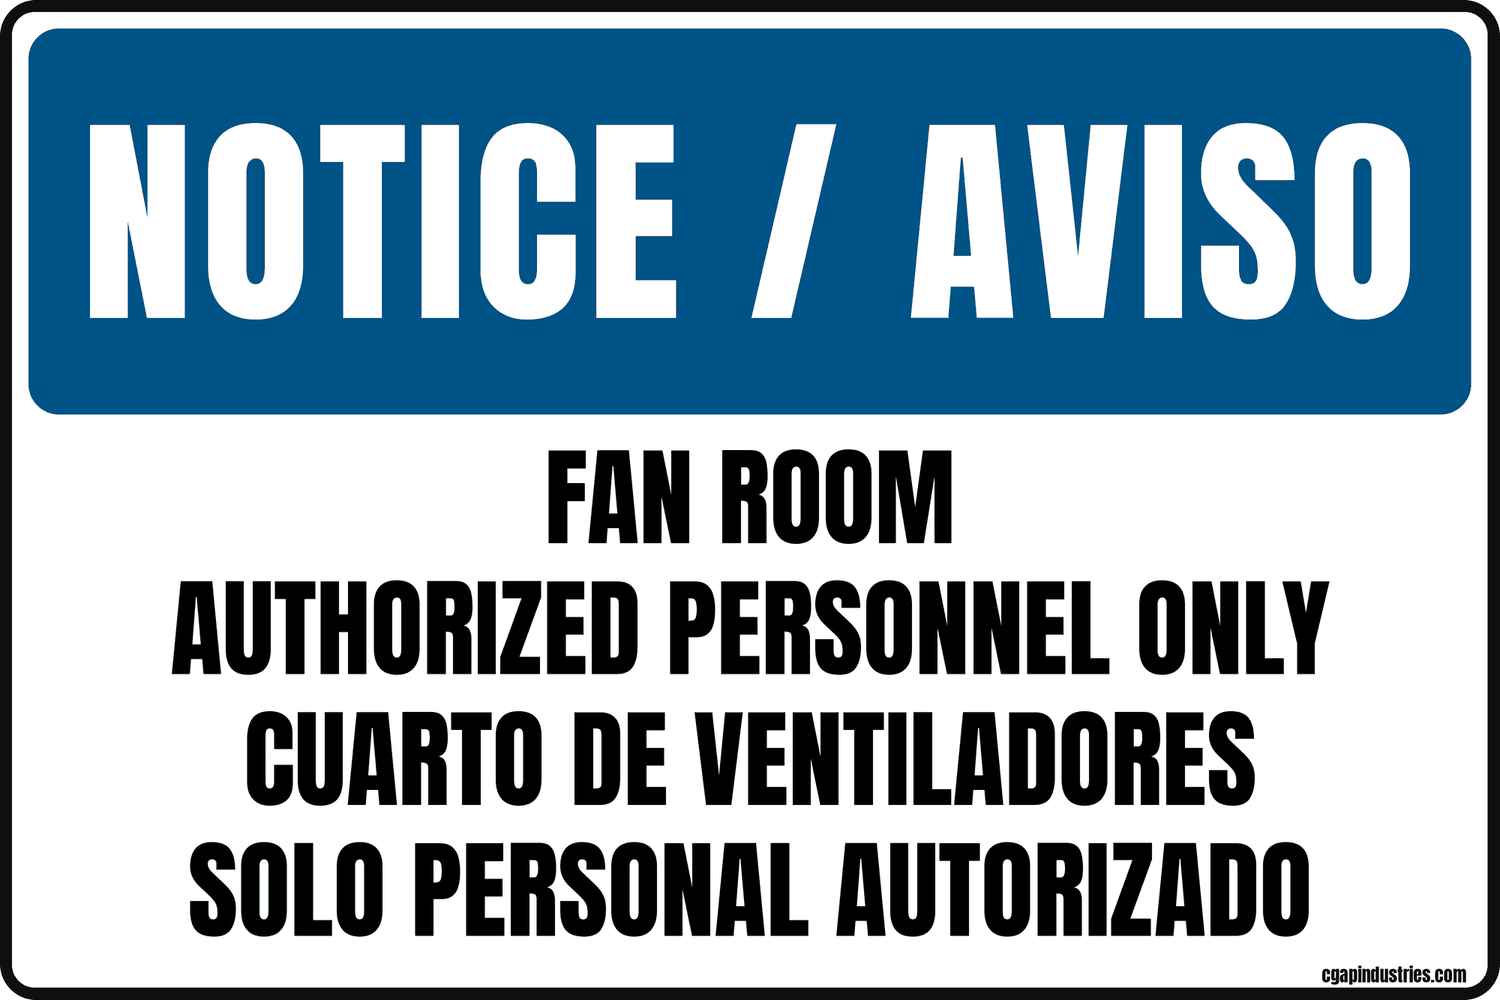 NOTICE / AVISO
FAN ROOM
AUTHORIZED PERSONNEL ONLY
CUARTO DE VENTILADORES
SOLO PERSONAL AUTORIZADO
cgapindustries.com